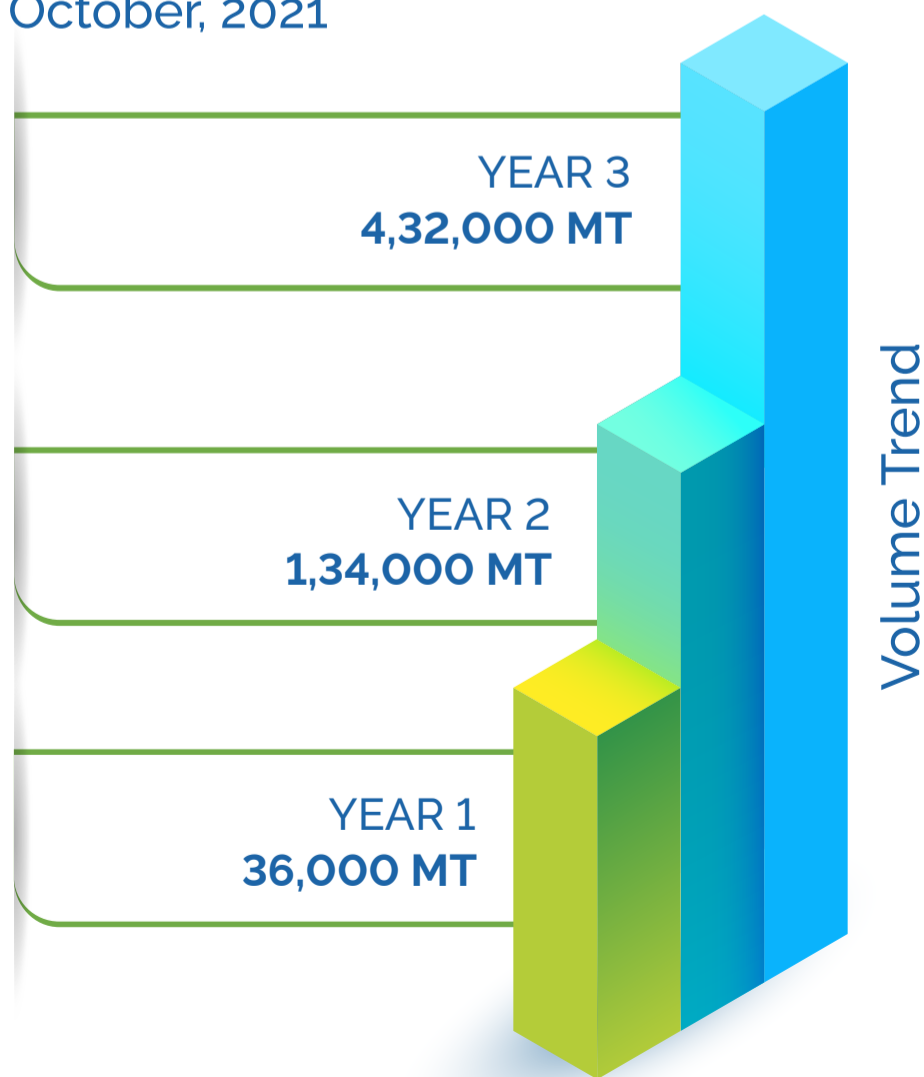 October, 2021
YEAR 3
4,32,000 MT
YEAR 2
1,34,000 MT
YEAR 1
36,000 MT
Volume Trend